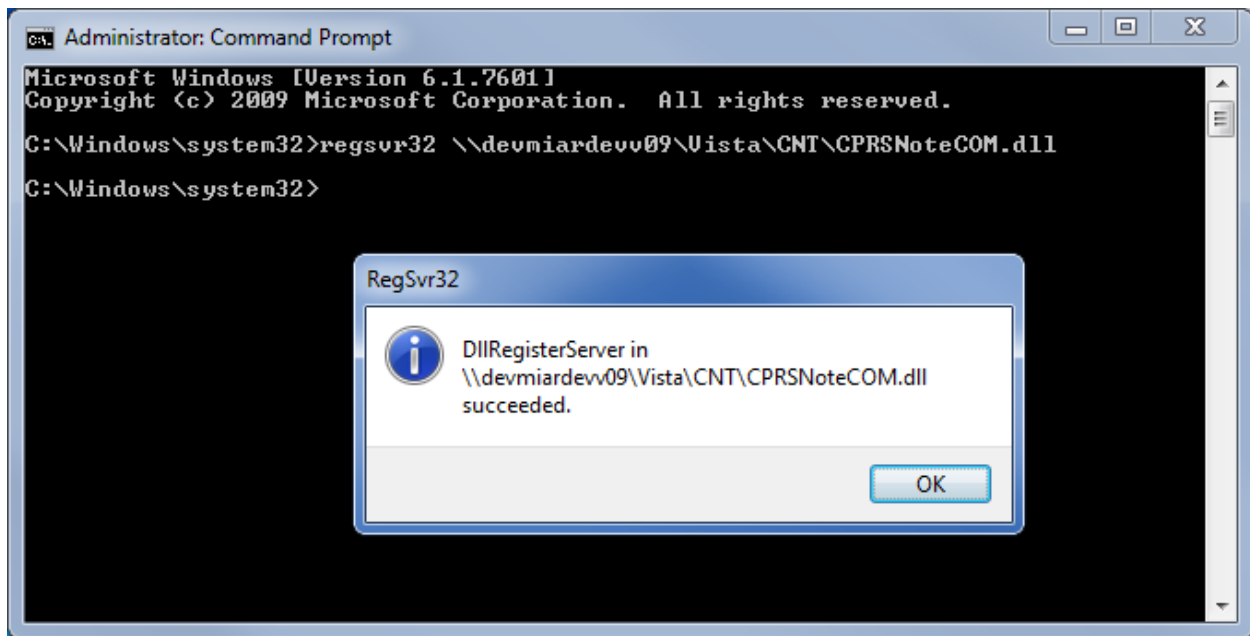 Administrator: Command Prompt
Microsoft Windows [Version 6.1.7601]
Copyright (c) 2009 Microsoft Corporation.  All rights reserved.
C:\Windows\system32>regsvr32 \\devmiardevv09\Vista\CNT\CPRSNoteCOM.dll
C:\Windows\system32>
RegSvr32
DllRegisterServer in
\\devmiardevv09\Vista\CNT\CPRSNoteCOM.dll
succeeded.
OK